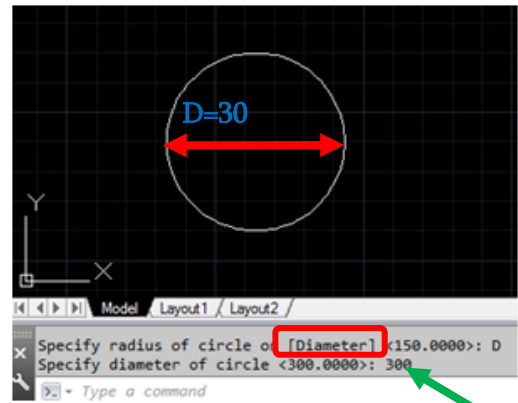 D=30
Y
X
Model Layout1 Layout2
Specify radius of circle or [Diameter] <150.0000>: D
Specify diameter of circle <300.0000>: 300
Type a command